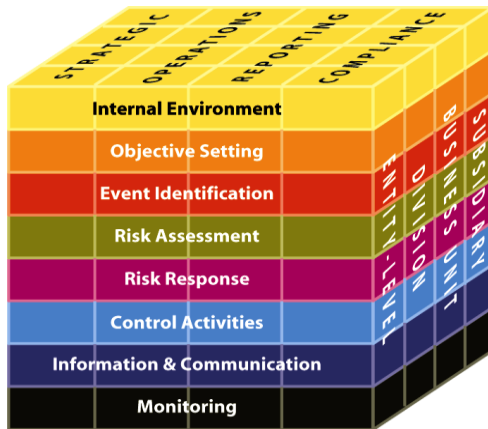 STRATEGIC
OPERATIONS
REPORTING
COMPLIANCE
Internal Environment
Objective Setting
Event Identification
Risk Assessment
Risk Response
Control Activities
Information & Communication
Monitoring
ENTITY-LEVEL
DIVISION
BUSINESS UNIT
SUBSIDIARY